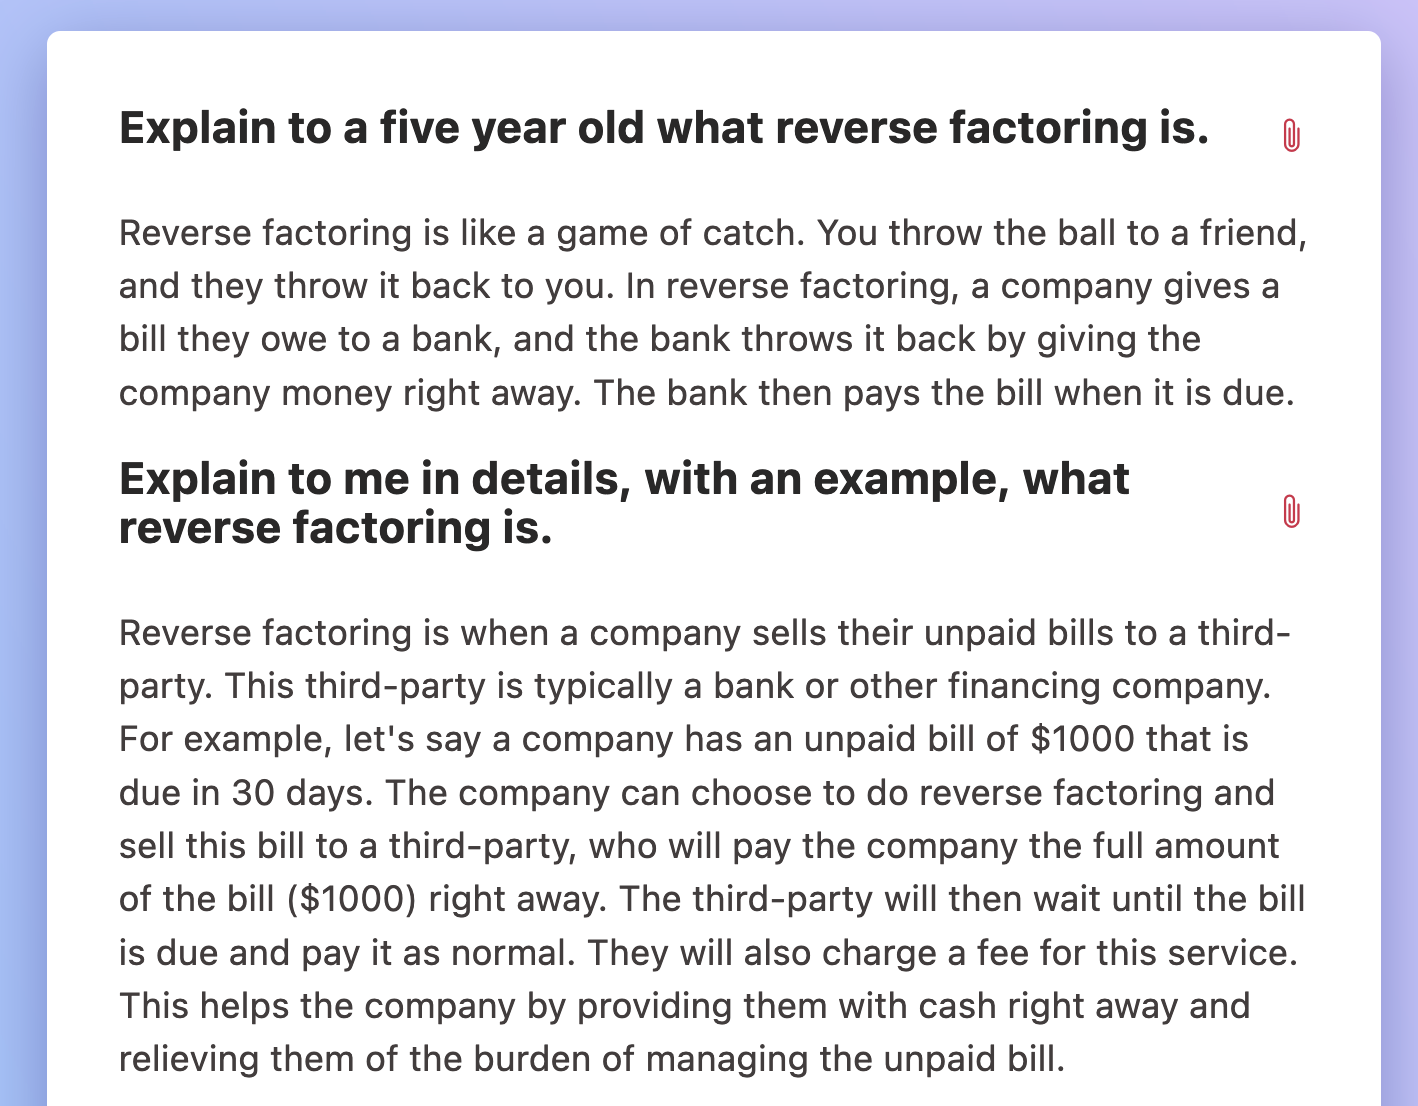 Explain to a five year old what reverse factoring is.
Reverse factoring is like a game of catch. You throw the ball to a friend,
and they throw it back to you. In reverse factoring, a company gives a
bill they owe to a bank, and the bank throws it back by giving the
company money right away. The bank then pays the bill when it is due.
Explain to me in details, with an example, what
reverse factoring is.
Reverse factoring is when a company sells their unpaid bills to a third-
party. This third-party is typically a bank or other financing company.
For example, let's say a company has an unpaid bill of $1000 that is
due in 30 days. The company can choose to do reverse factoring and
sell this bill to a third-party, who will pay the company the full amount
of the bill ($1000) right away. The third-party will then wait until the bill
is due and pay it as normal. They will also charge a fee for this service.
This helps the company by providing them with cash right away and
relieving them of the burden of managing the unpaid bill.